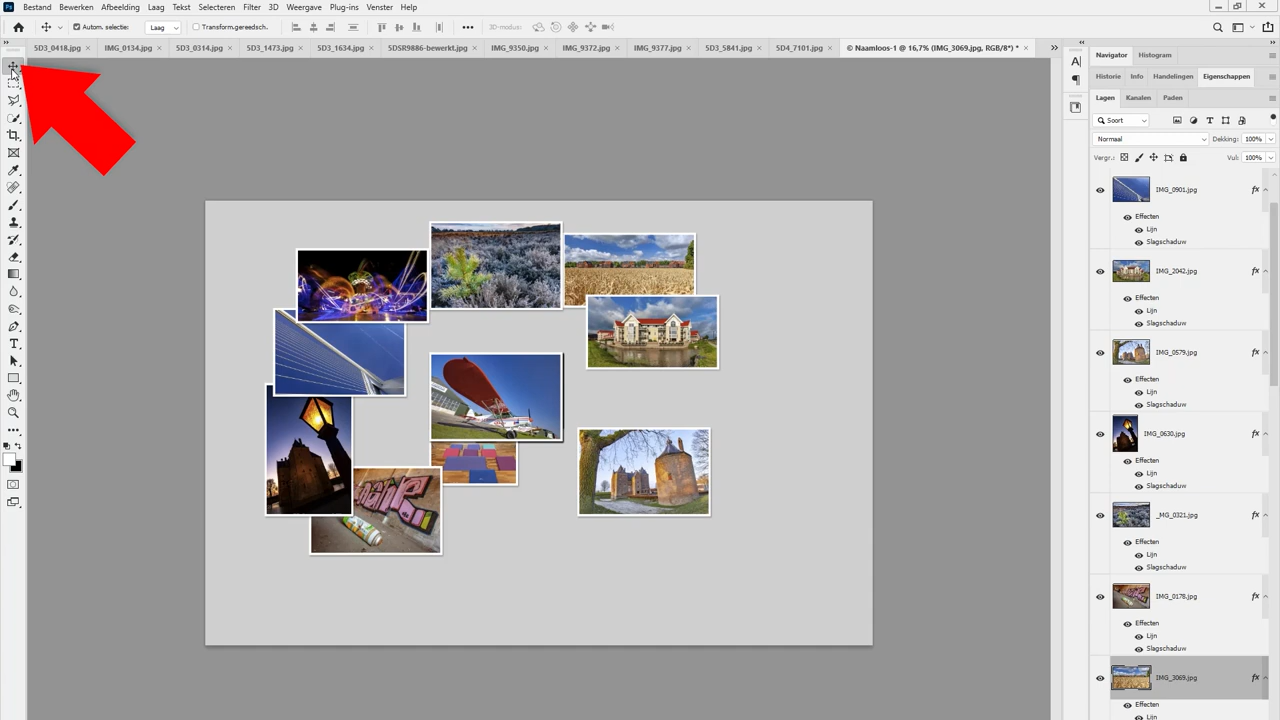 Ps Bestand Bewerken Afbeelding Laag Tekst Selecteren Filter 3D Weergave Plug-ins Venster Help
Autom. selectie: Laag Transform.gereedsch. 3D-modus:
5D3_0418.jpg IMG_0134.jpg 5D3_0314.jpg 5D3_1473.jpg 5D3_1634.jpg 5DSR9886-bewerkt.jpg IMG_9350.jpg IMG_9372.jpg IMG_9377.jpg 5D3_5841.jpg 5D4_7101.jpg © Naamloos-1 @ 16,7% (IMG_3069.jpg, RGB/8*) *
Navigator Histogram
Historie Info Handelingen Eigenschappen
Lagen Kanalen Paden
Soort
Normaal Dekking: 100%
Vergr.: Vul: 100%
IMG_0901.jpg fx
Effecten
Lijn
Slagschaduw
IMG_2042.jpg fx
Effecten
Lijn
Slagschaduw
IMG_0579.jpg fx
Effecten
Lijn
Slagschaduw
IMG_0630.jpg fx
Effecten
Lijn
Slagschaduw
_MG_0321.jpg fx
Effecten
Lijn
Slagschaduw
IMG_0178.jpg fx
Effecten
Lijn
Slagschaduw
IMG_3069.jpg fx
Effecten
Lijn